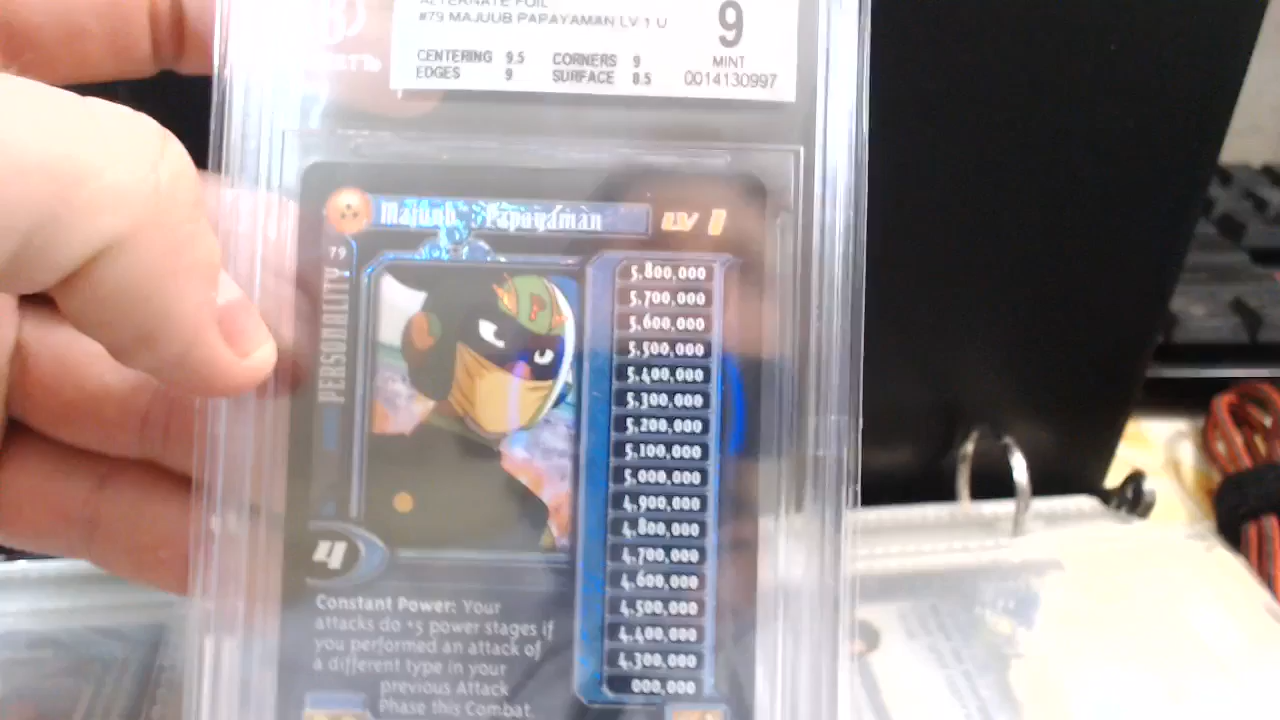 ALTERNATE FOIL
#79 MAJUUB PAPAYAMAN LV 1 U
9
MINT
CENTERING 9.5 CORNERS 9
EDGES 9 SURFACE 8.5
0014130997
Majuub Papayaman
LV 1
79
PERSONALITY
5,800,000
5,700,000
5,600,000
5,500,000
5,400,000
5,300,000
5,200,000
5,100,000
5,000,000
4,900,000
4,800,000
4,700,000
4,600,000
4,500,000
4,400,000
4,300,000
000,000
4
Constant Power: Your
attacks do +5 power stages if
you performed an attack of
a different type in your
previous Attack
Phase this Combat.